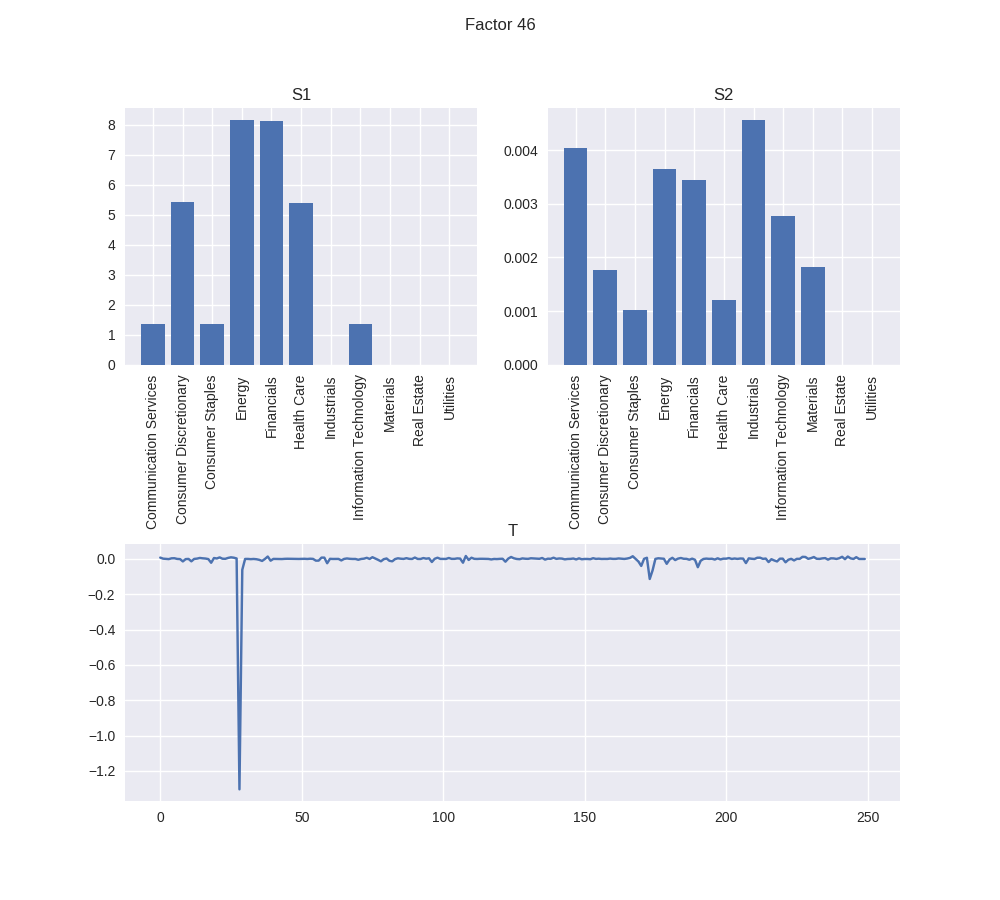 Factor 46
S1
8
7
6
5
4
3
2
1
0
Communication Services
Consumer Discretionary
Consumer Staples
Energy
Financials
Health Care
Industrials
Information Technology
Materials
Real Estate
Utilities
S2
0.004
0.003
0.002
0.001
0.000
Communication Services
Consumer Discretionary
Consumer Staples
Energy
Financials
Health Care
Industrials
Information Technology
Materials
Real Estate
Utilities
T
0.0
−0.2
−0.4
−0.6
−0.8
−1.0
−1.2
0
50
100
150
200
250